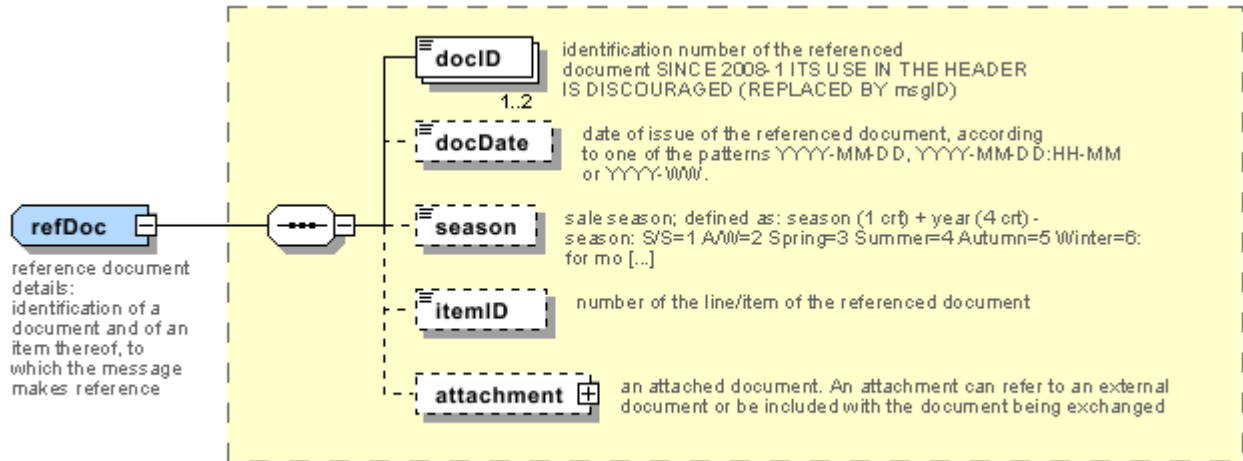 docID
1..2
identification number of the referenced
document SINCE 2008-1 ITS USE IN THE HEADER
IS DISCOURAGED (REPLACED BY msgID)
docDate
date of issue of the referenced document, according
to one of the patterns YYYY-MM-DD, YYYY-MM-DD:HH-MM
or YYYY-WW.
refDoc
reference document
details:
identification of a
document and of an
item thereof, to
which the message
makes reference
season
sale season; defined as: season (1 crt) + year (4 crt) -
season: S/S=1 A/W=2 Spring=3 Summer=4 Autumn=5 Winter=6:
for mo [...]
itemID
number of the line/item of the referenced document
attachment
an attached document. An attachment can refer to an external
document or be included with the document being exchanged